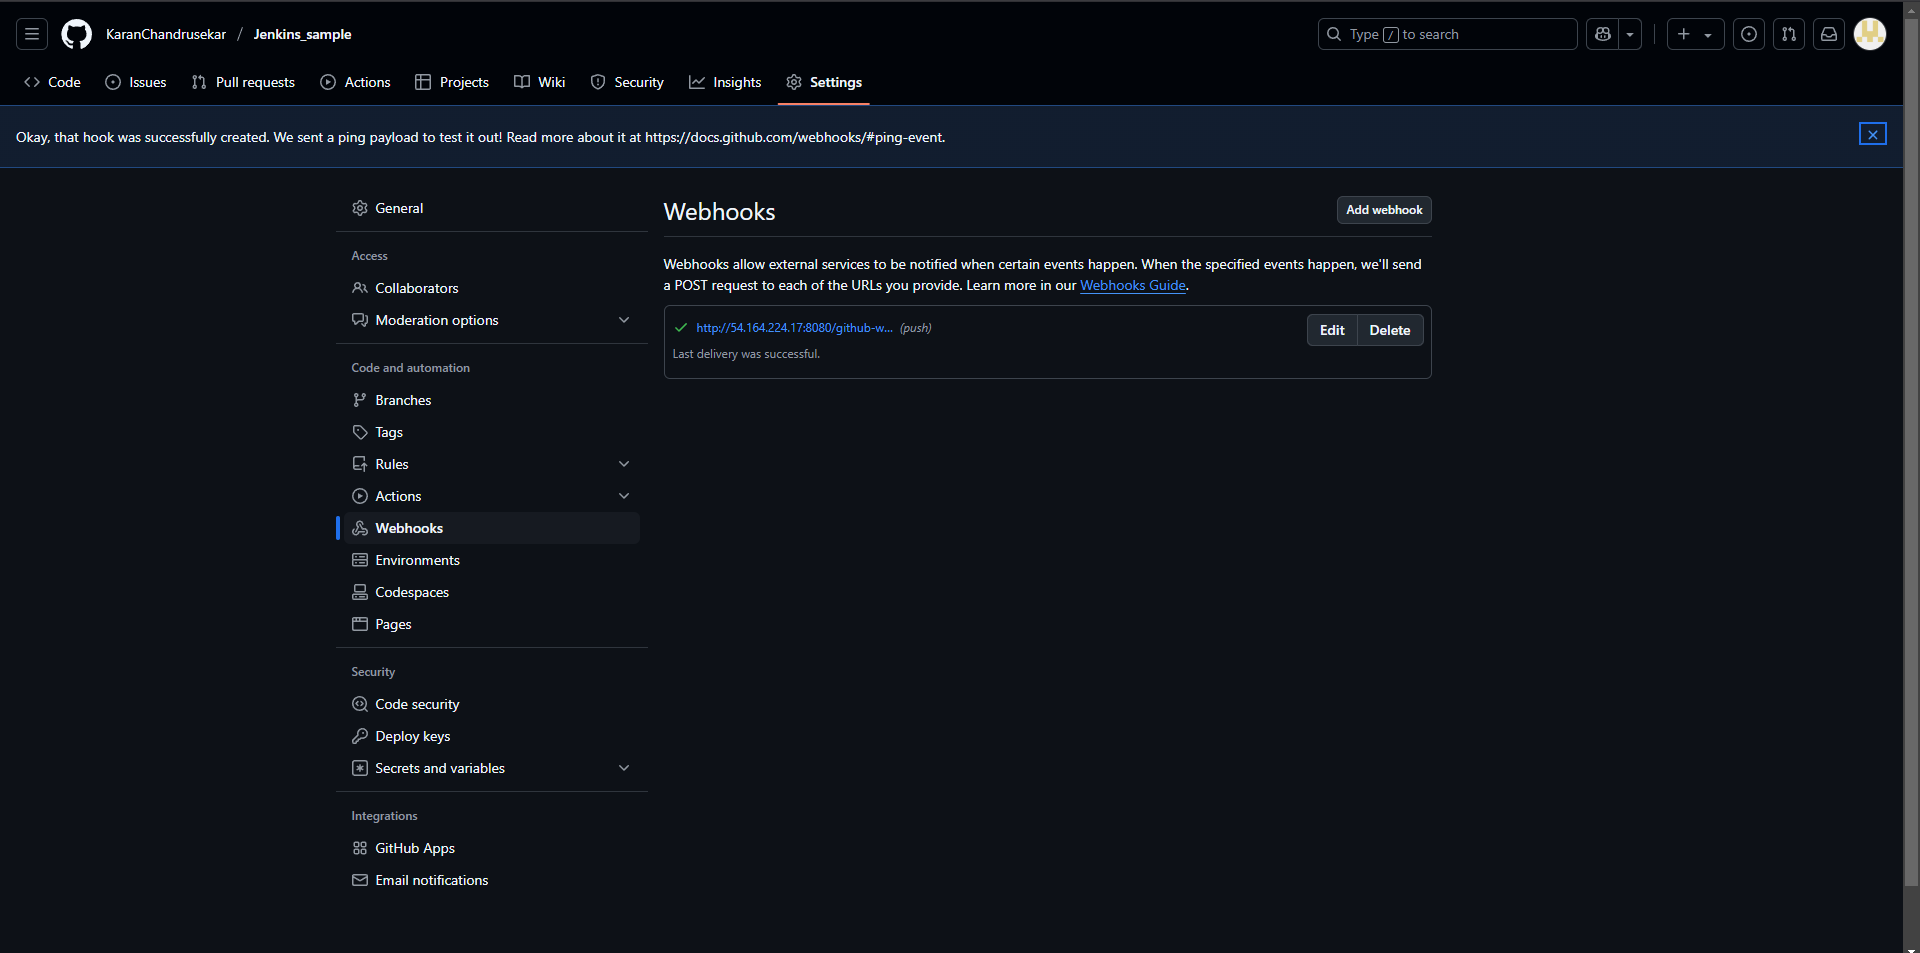 KaranChandrusekar / Jenkins_sample
Type / to search
Code Issues Pull requests Actions Projects Wiki Security Insights Settings
Okay, that hook was successfully created. We sent a ping payload to test it out! Read more about it at https://docs.github.com/webhooks/#ping-event.
General
Access
Collaborators
Moderation options
Code and automation
Branches
Tags
Rules
Actions
Webhooks
Environments
Codespaces
Pages
Security
Code security
Deploy keys
Secrets and variables
Integrations
GitHub Apps
Email notifications
Webhooks
Add webhook
Webhooks allow external services to be notified when certain events happen. When the specified events happen, we'll send
a POST request to each of the URLs you provide. Learn more in our Webhooks Guide.
http://54.164.224.17:8080/github-w... (push)
Edit Delete
Last delivery was successful.